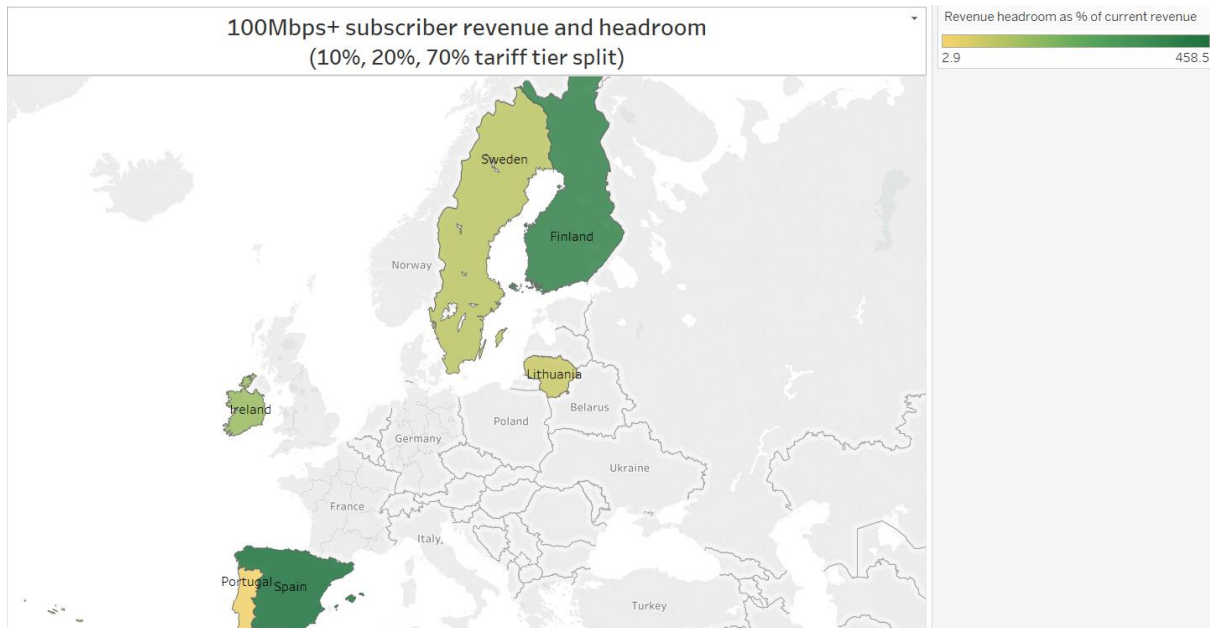 100Mbps+ subscriber revenue and headroom
(10%, 20%, 70% tariff tier split)
Revenue headroom as % of current revenue
2.9 458.5
Sweden
Finland
Norway
Lithuania
Ireland
Belarus
Poland
Germany
Ukraine
France
Italy
Portugal
Spain
Turkey